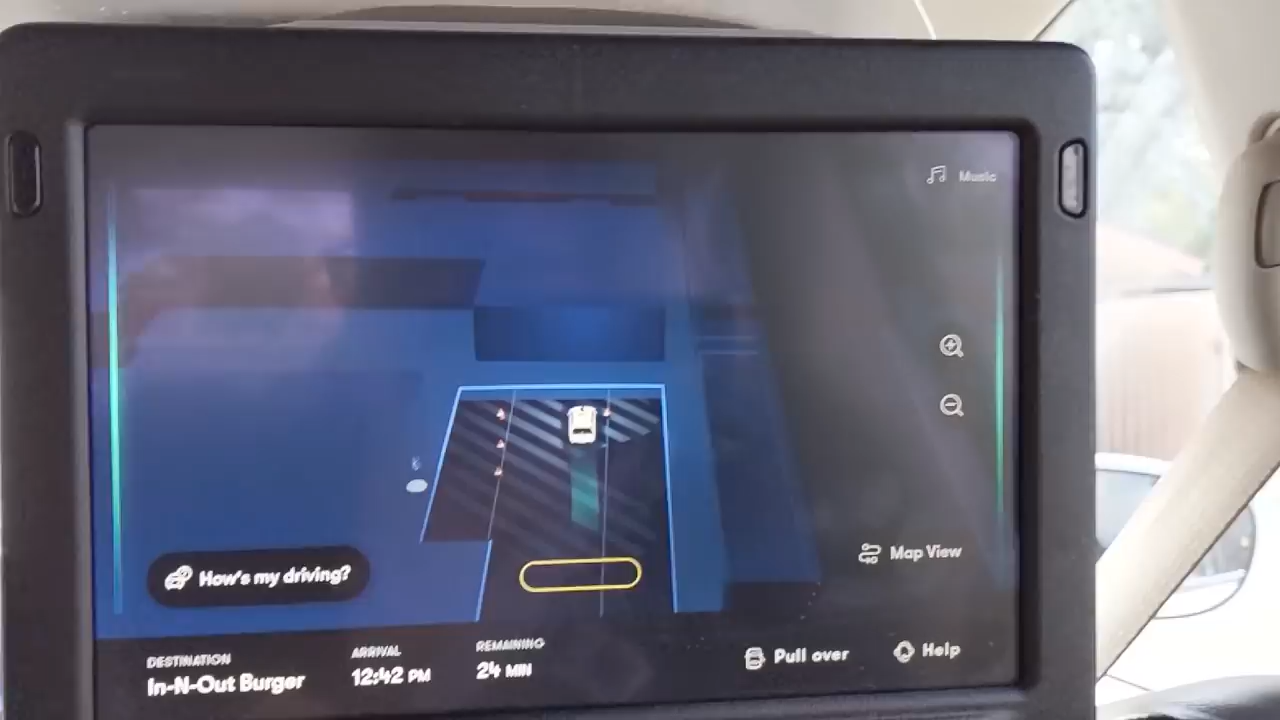 Music
How's my driving?
Map View
DESTINATION
In-N-Out Burger
ARRIVAL
12:42 PM
REMAINING
24 MIN
Pull over
Help